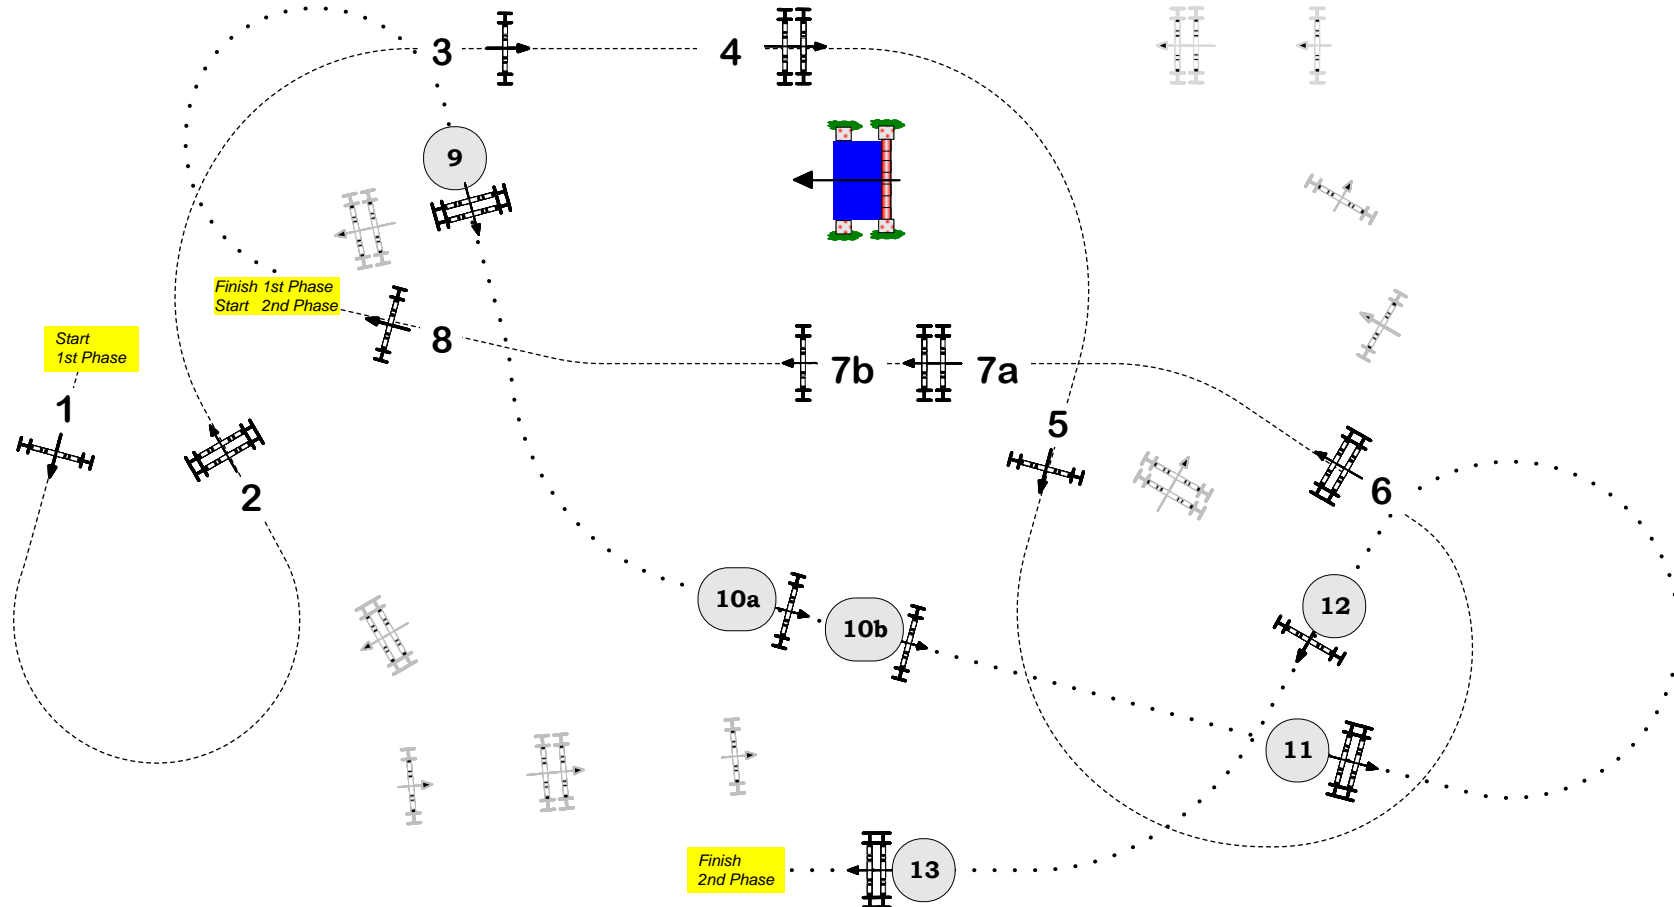 3
4
9
Finish 1st Phase
Start 2nd Phase
Start
1st Phase
8
7b
7a
1
5
2
6
10a
10b
12
11
13
Finish
2nd Phase